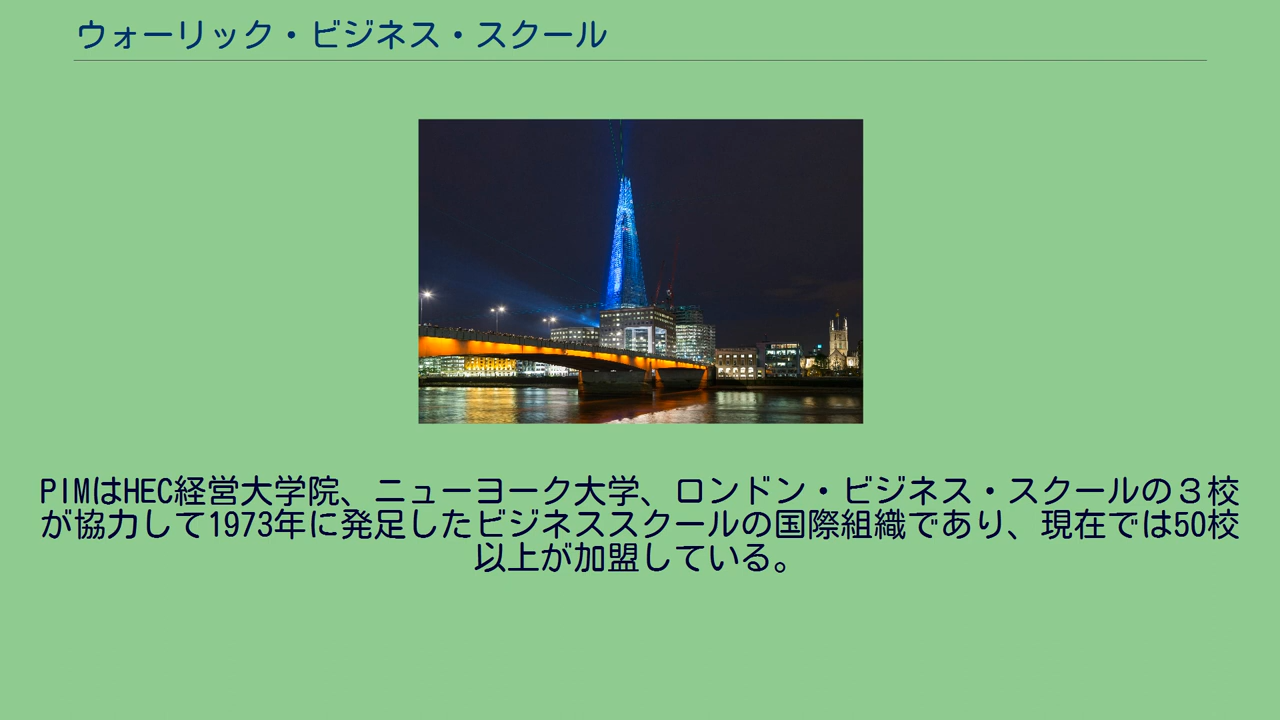 ウォーリック・ビジネス・スクール
PIMはHEC経営大学院、ニューヨーク大学、ロンドン・ビジネス・スクールの３校
が協力して1973年に発足したビジネススクールの国際組織であり、現在では50校
以上が加盟している。